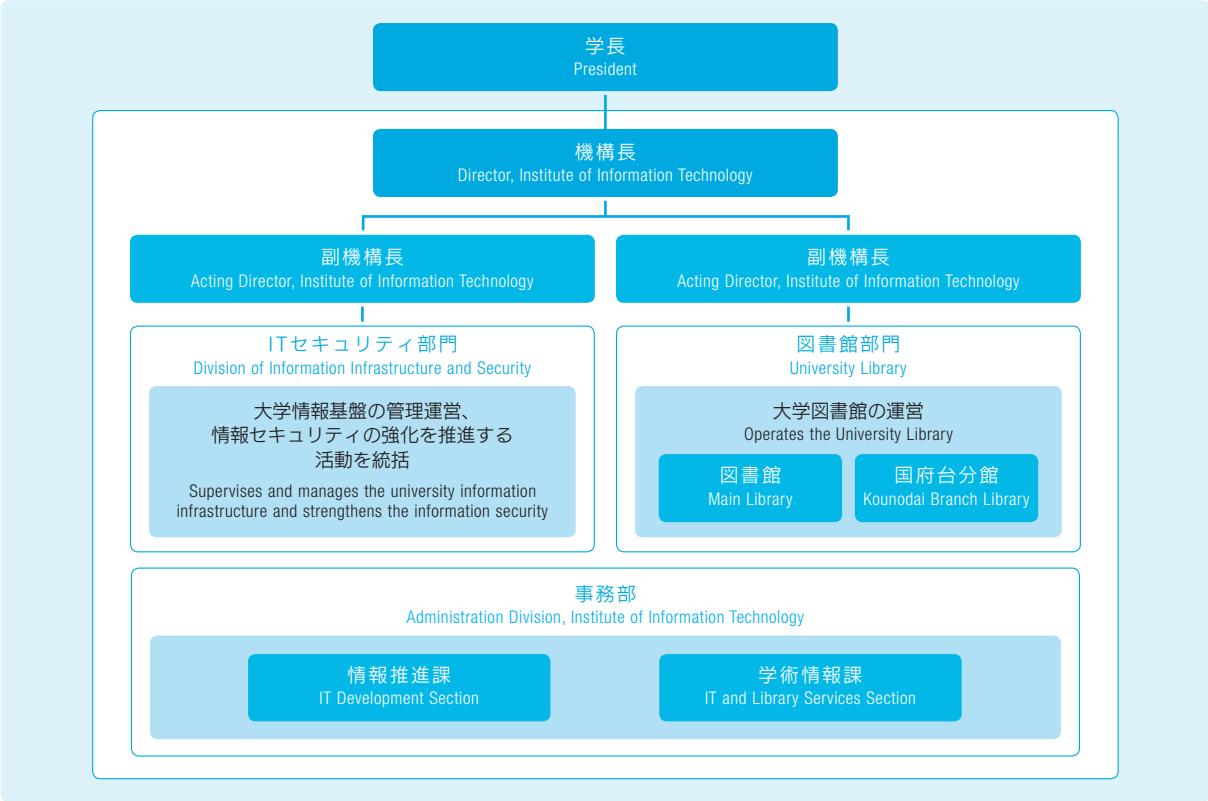 学長
President
機構長
Director, Institute of Information Technology
副機構長
Acting Director, Institute of Information Technology
副機構長
Acting Director, Institute of Information Technology
ITセキュリティ部門
Division of Information Infrastructure and Security
大学情報基盤の管理運営、
情報セキュリティの強化を推進する
活動を統括
Supervises and manages the university information
infrastructure and strengthens the information security
図書館部門
University Library
大学図書館の運営
Operates the University Library
図書館
Main Library
国府台分館
Kounodai Branch Library
事務部
Administration Division, Institute of Information Technology
情報推進課
IT Development Section
学術情報課
IT and Library Services Section